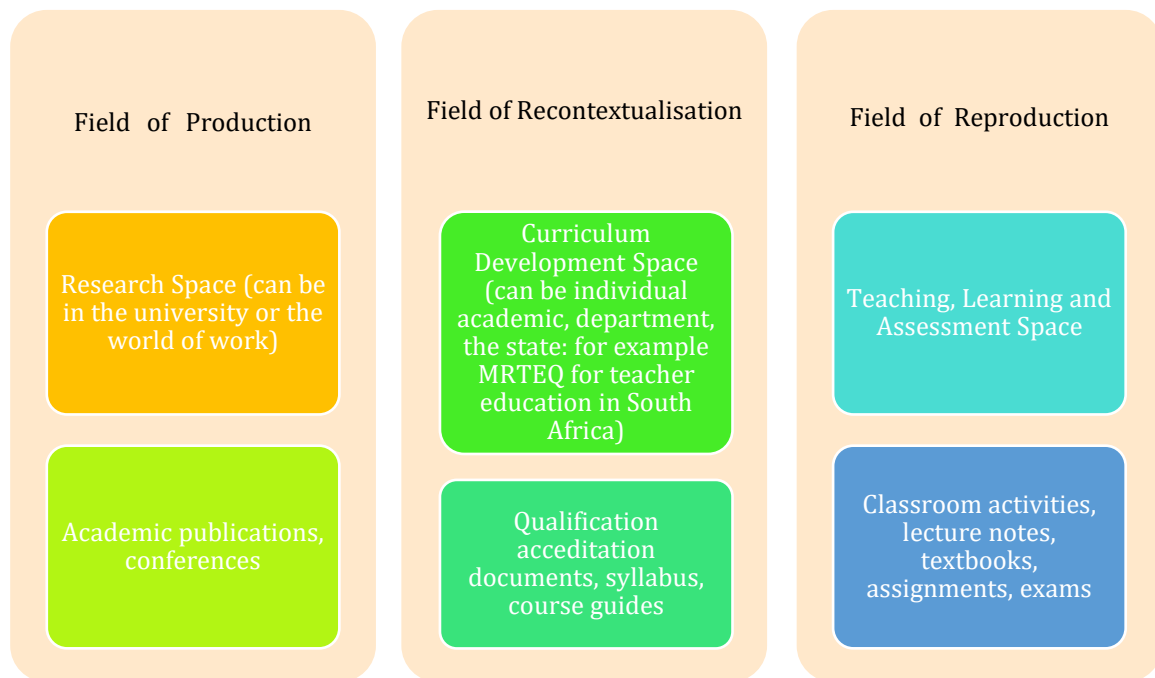 Field of Production
Research Space (can be
in the university or the
world of work)
Academic publications,
conferences
Field of Recontextualisation
Curriculum
Development Space
(can be individual
academic, department,
the state: for example
MRTEQ for teacher
education in South
Africa)
Qualification
acceditation
documents, syllabus,
course guides
Field of Reproduction
Teaching, Learning and
Assessment Space
Classroom activities,
lecture notes,
textbooks,
assignments, exams